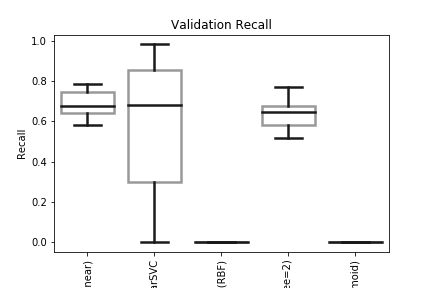 Validation Recall
1.0
0.8
0.6
0.4
0.2
0.0
Recall
near)
arSVC
(RBF)
ee=2)
moid)